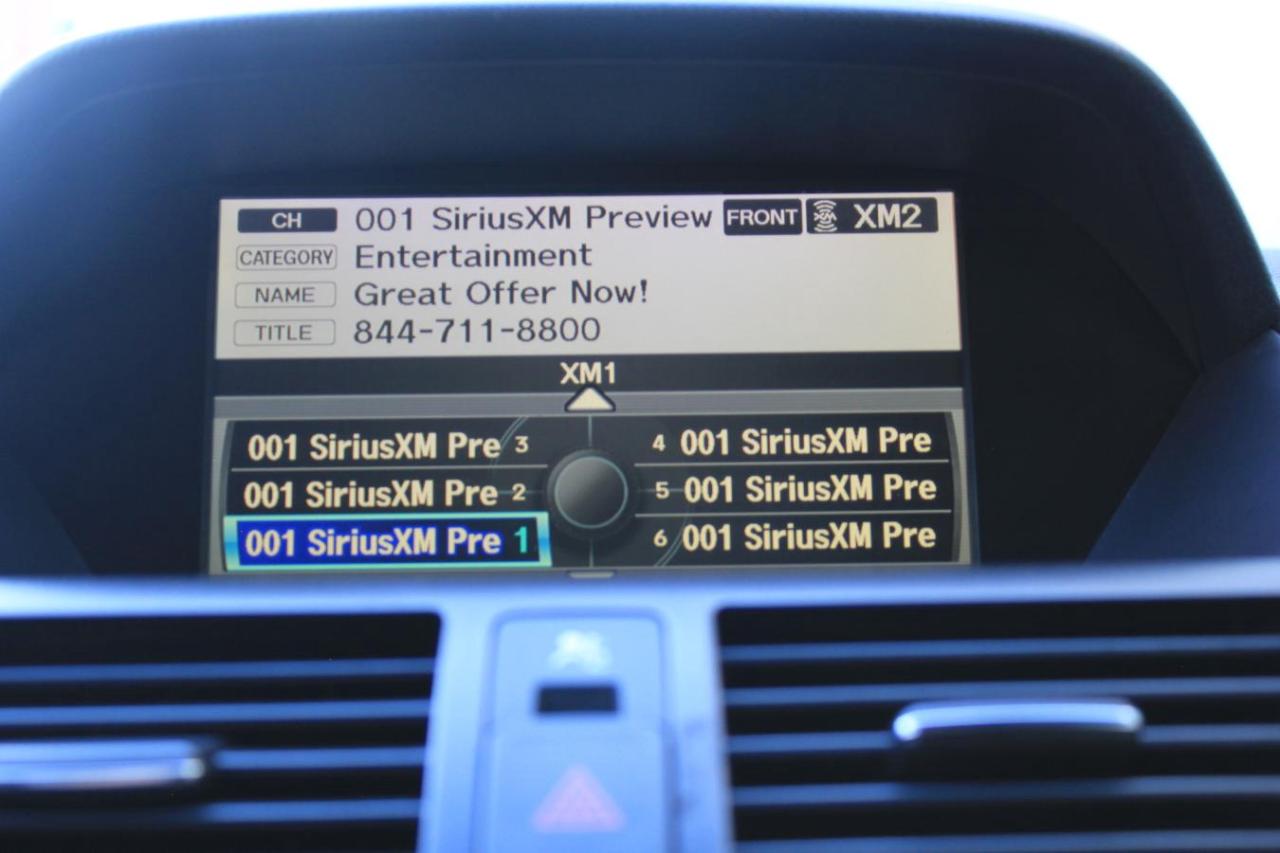 CH 001 SiriusXM Preview FRONT XM2
CATEGORY Entertainment
NAME Great Offer Now!
TITLE 844-711-8800
XM1
001 SiriusXM Pre 3 4 001 SiriusXM Pre
001 SiriusXM Pre 2 5 001 SiriusXM Pre
001 SiriusXM Pre 1 6 001 SiriusXM Pre